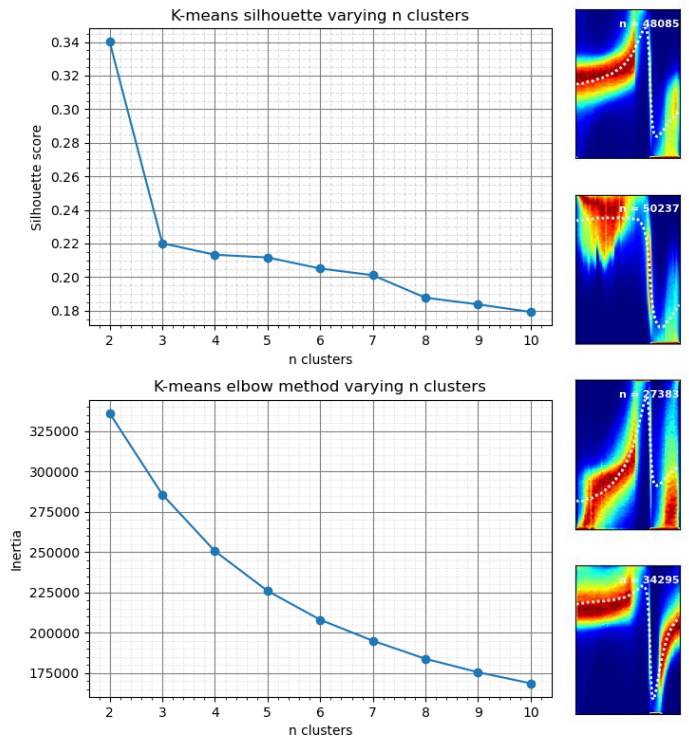 K-means silhouette varying n clusters
Silhouette score
0.34
0.32
0.30
0.28
0.26
0.24
0.22
0.20
0.18
2 3 4 5 6 7 8 9 10
n clusters
K-means elbow method varying n clusters
Inertia
325000
300000
275000
250000
225000
200000
175000
2 3 4 5 6 7 8 9 10
n clusters
n = 48085
n = 50237
n = 27383
n = 34295